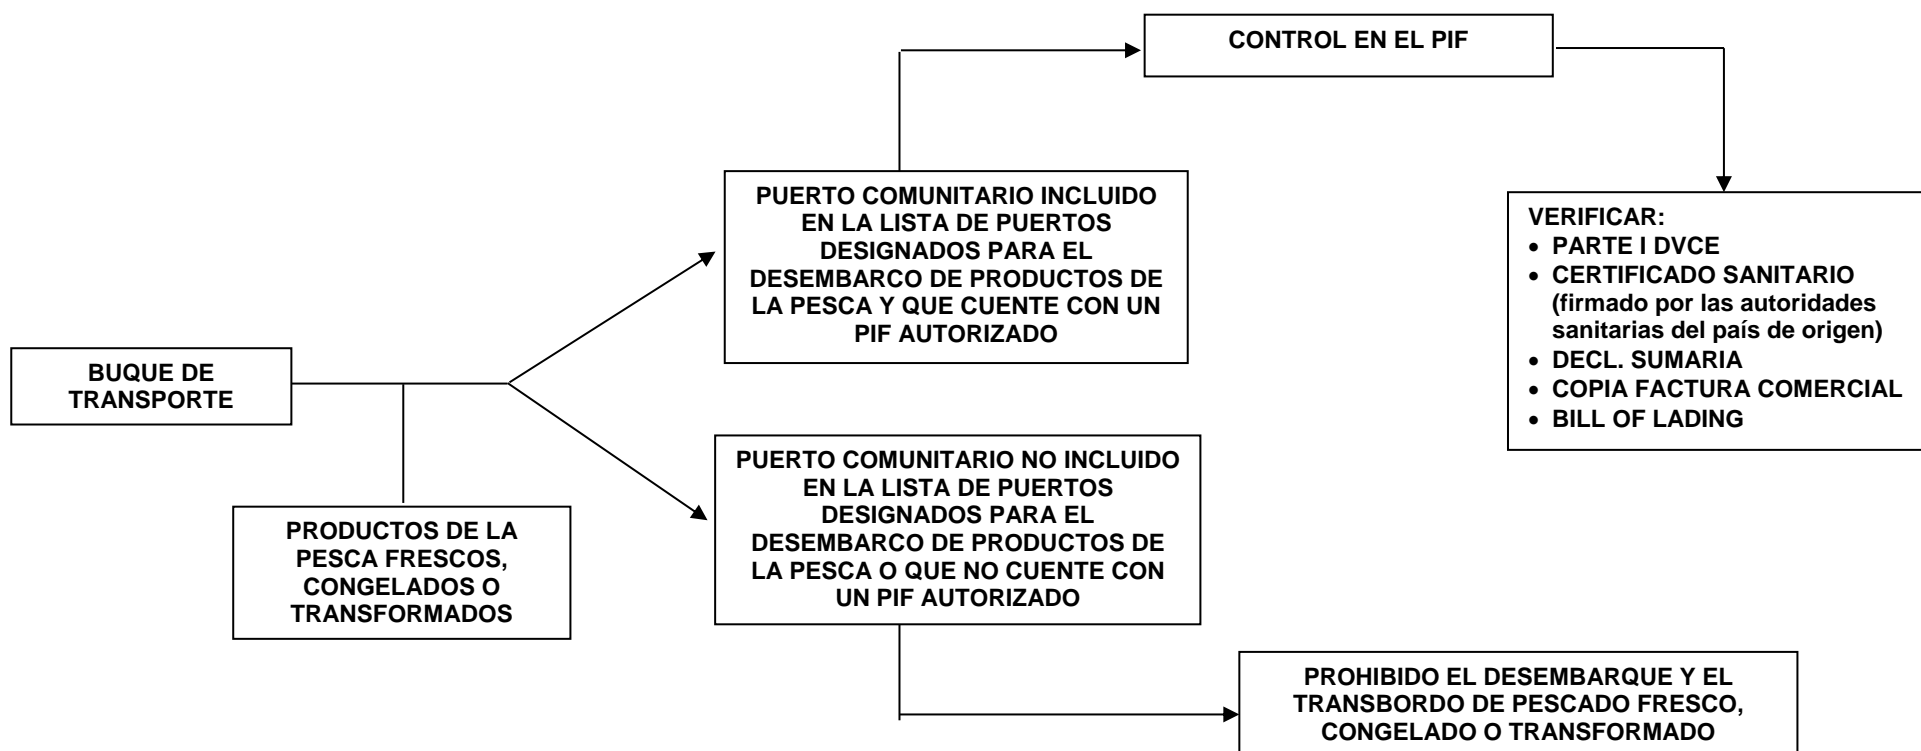 CONTROL EN EL PIF
PUERTO COMUNITARIO INCLUIDO
EN LA LISTA DE PUERTOS
DESIGNADOS PARA EL
DESEMBARCO DE PRODUCTOS DE
LA PESCA Y QUE CUENTE CON UN
PIF AUTORIZADO
VERIFICAR:
• PARTE I DVCE
• CERTIFICADO SANITARIO
(firmado por las autoridades
sanitarias del país de origen)
• DECL. SUMARIA
• COPIA FACTURA COMERCIAL
• BILL OF LADING
BUQUE DE
TRANSPORTE
PRODUCTOS DE LA
PESCA FRESCOS,
CONGELADOS O
TRANSFORMADOS
PUERTO COMUNITARIO NO INCLUIDO
EN LA LISTA DE PUERTOS
DESIGNADOS PARA EL
DESEMBARCO DE PRODUCTOS DE
LA PESCA O QUE NO CUENTE CON
UN PIF AUTORIZADO
PROHIBIDO EL DESEMBARQUE Y EL
TRANSBORDO DE PESCADO FRESCO,
CONGELADO O TRANSFORMADO